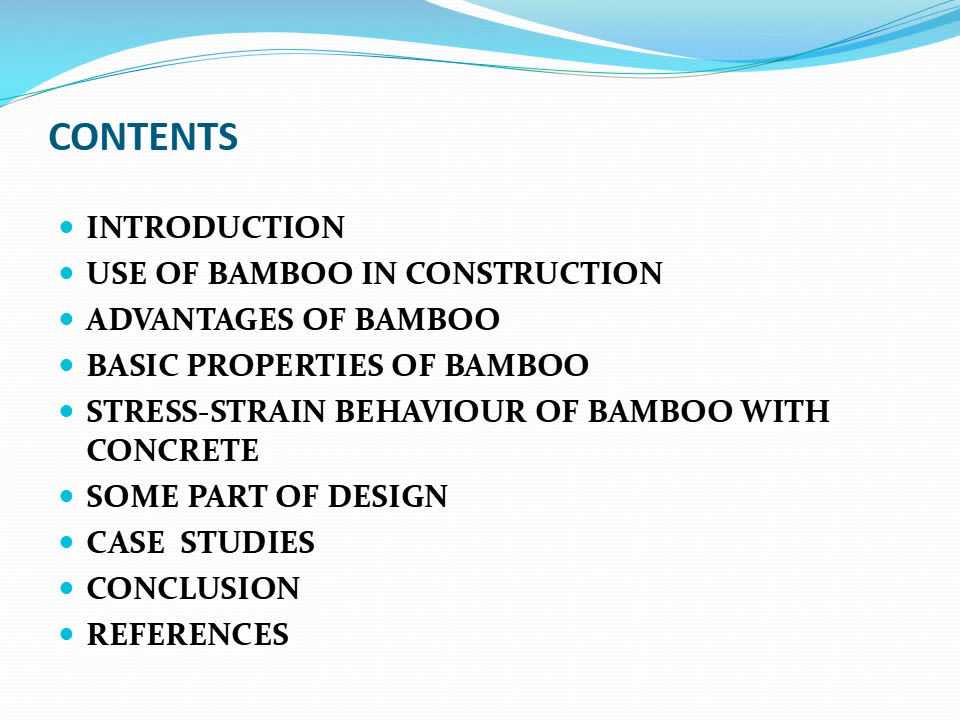 CONTENTS
INTRODUCTION
USE OF BAMBOO IN CONSTRUCTION
ADVANTAGES OF BAMBOO
BASIC PROPERTIES OF BAMBOO
STRESS-STRAIN BEHAVIOUR OF BAMBOO WITH
CONCRETE
SOME PART OF DESIGN
CASE  STUDIES
CONCLUSION
REFERENCES